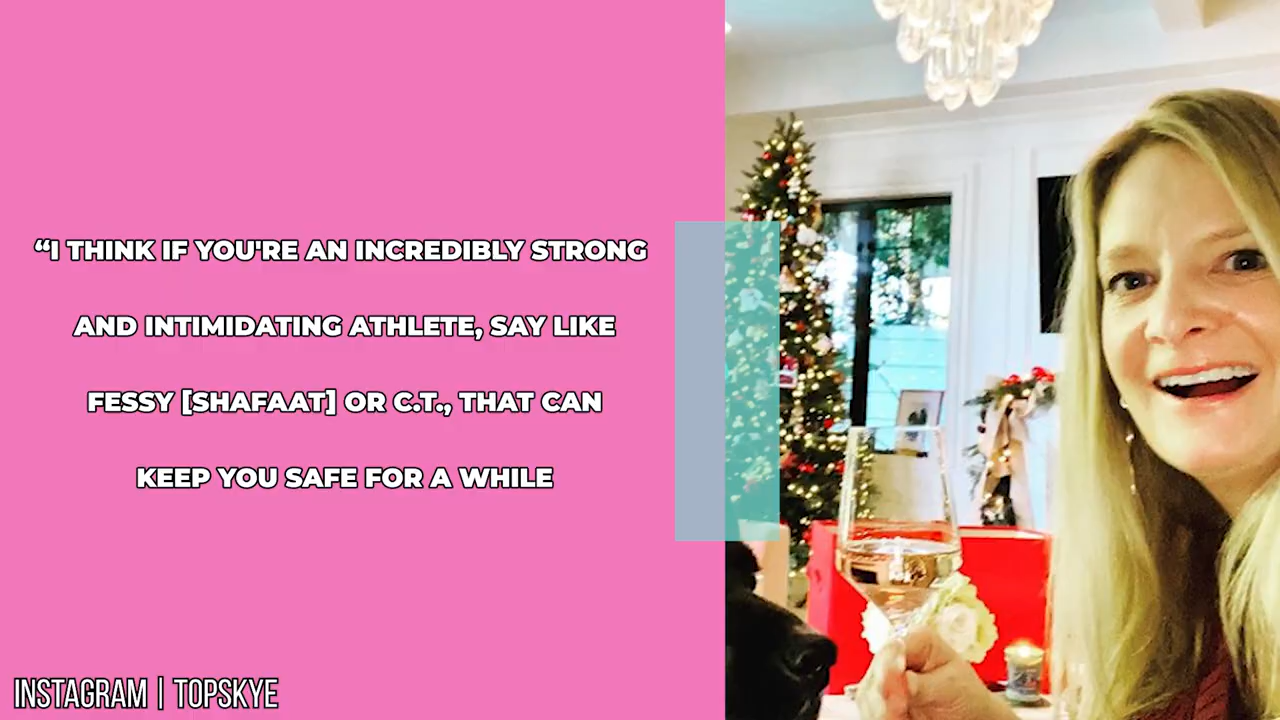 “I THINK IF YOU'RE AN INCREDIBLY STRONG
AND INTIMIDATING ATHLETE, SAY LIKE
FESSY [SHAFAAT] OR C.T., THAT CAN
KEEP YOU SAFE FOR A WHILE
INSTAGRAM | TOPSKYE